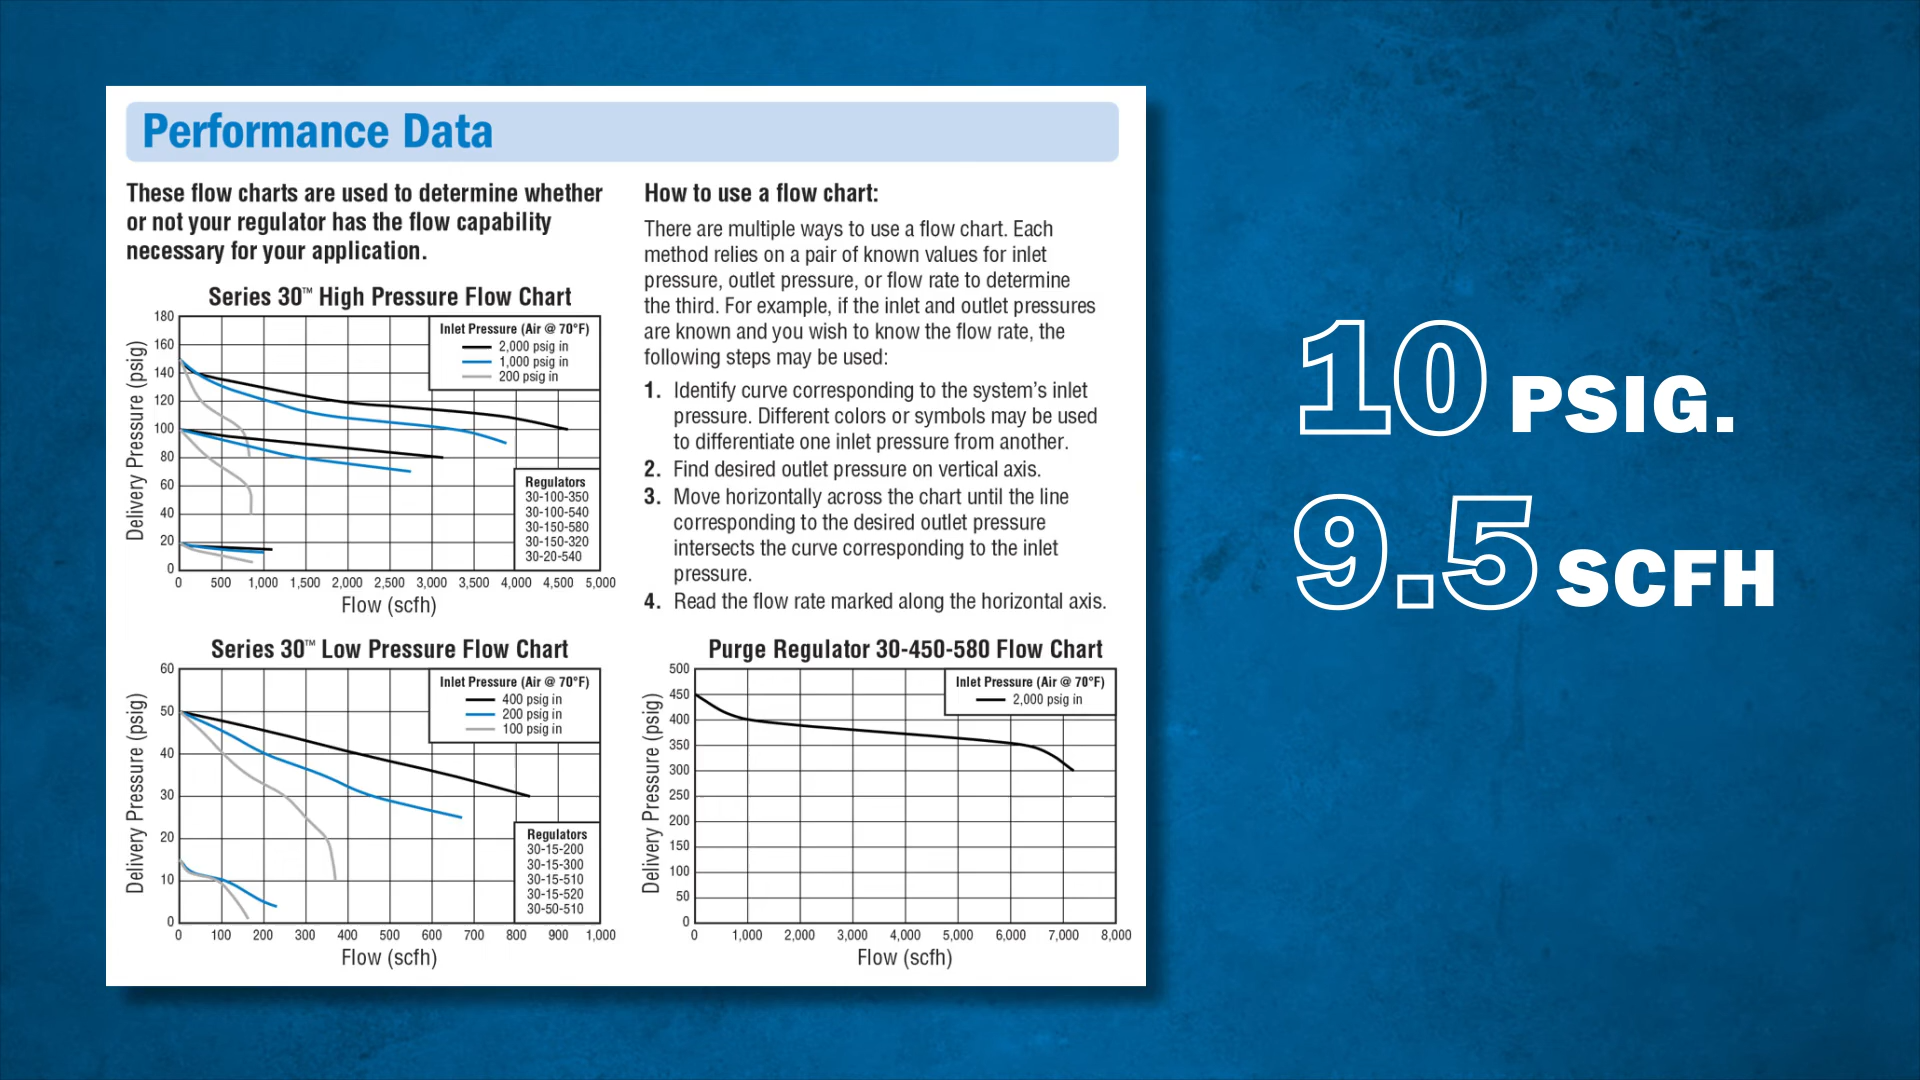 Performance Data
These flow charts are used to determine whether
or not your regulator has the flow capability
necessary for your application.
Series 30™ High Pressure Flow Chart
Delivery Pressure (psig)
180
160
140
120
100
80
60
40
20
0
Inlet Pressure (Air @ 70°F)
2,000 psig in
1,000 psig in
200 psig in
Regulators
30-100-350
30-100-540
30-150-580
30-150-320
30-20-540
0 500 1,000 1,500 2,000 2,500 3,000 3,500 4,000 4,500 5,000
Flow (scfh)
Series 30™ Low Pressure Flow Chart
Delivery Pressure (psig)
60
50
40
30
20
10
0
Inlet Pressure (Air @ 70°F)
400 psig in
200 psig in
100 psig in
Regulators
30-15-200
30-15-300
30-15-510
30-15-520
30-50-510
0 100 200 300 400 500 600 700 800 900 1,000
Flow (scfh)
How to use a flow chart:
There are multiple ways to use a flow chart. Each
method relies on a pair of known values for inlet
pressure, outlet pressure, or flow rate to determine
the third. For example, if the inlet and outlet pressures
are known and you wish to know the flow rate, the
following steps may be used:
1. Identify curve corresponding to the system's inlet
pressure. Different colors or symbols may be used
to differentiate one inlet pressure from another.
2. Find desired outlet pressure on vertical axis.
3. Move horizontally across the chart until the line
corresponding to the desired outlet pressure
intersects the curve corresponding to the inlet
pressure.
4. Read the flow rate marked along the horizontal axis.
Purge Regulator 30-450-580 Flow Chart
Delivery Pressure (psig)
500
450
400
350
300
250
200
150
100
50
0
Inlet Pressure (Air @ 70°F)
2,000 psig in
0 1,000 2,000 3,000 4,000 5,000 6,000 7,000 8,000
Flow (scfh)
10 PSIG.
9.5 SCFH